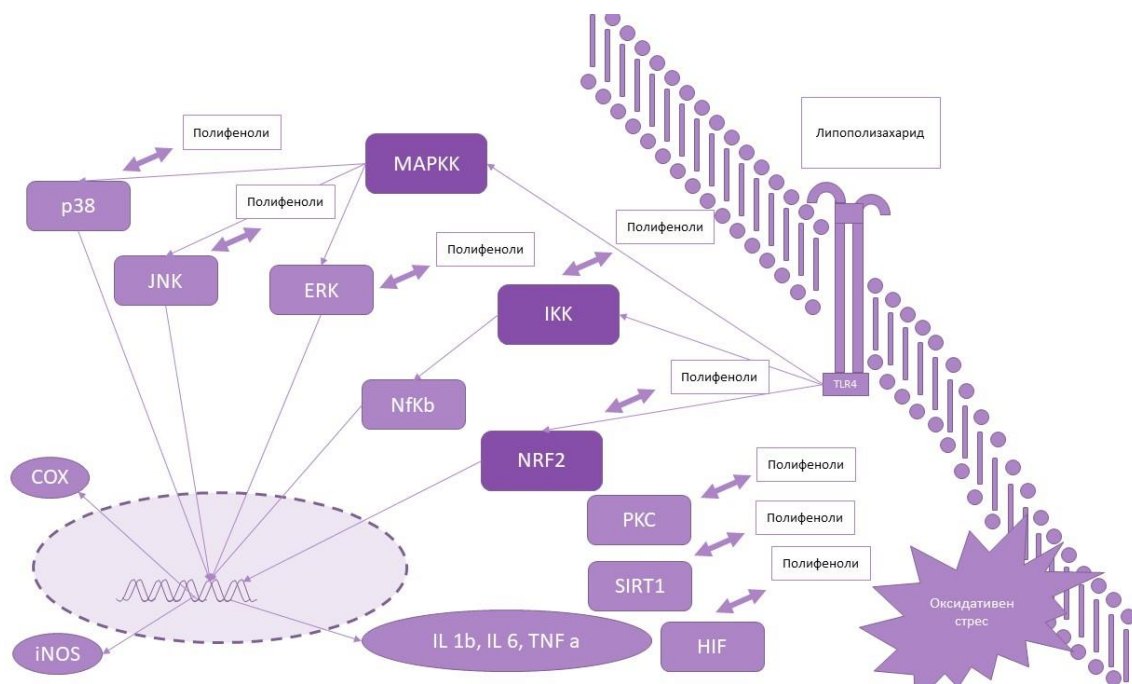 Липополизахарид
Полифеноли
MAPKK
p38
Полифеноли
Полифеноли
Полифеноли
JNK
ERK
IKK
TLR4
Полифеноли
NfKb
NRF2
Полифеноли
COX
PKC
Полифеноли
SIRT1
Полифеноли
Оксидативен
стрес
iNOS
IL 1b, IL 6, TNF a
HIF